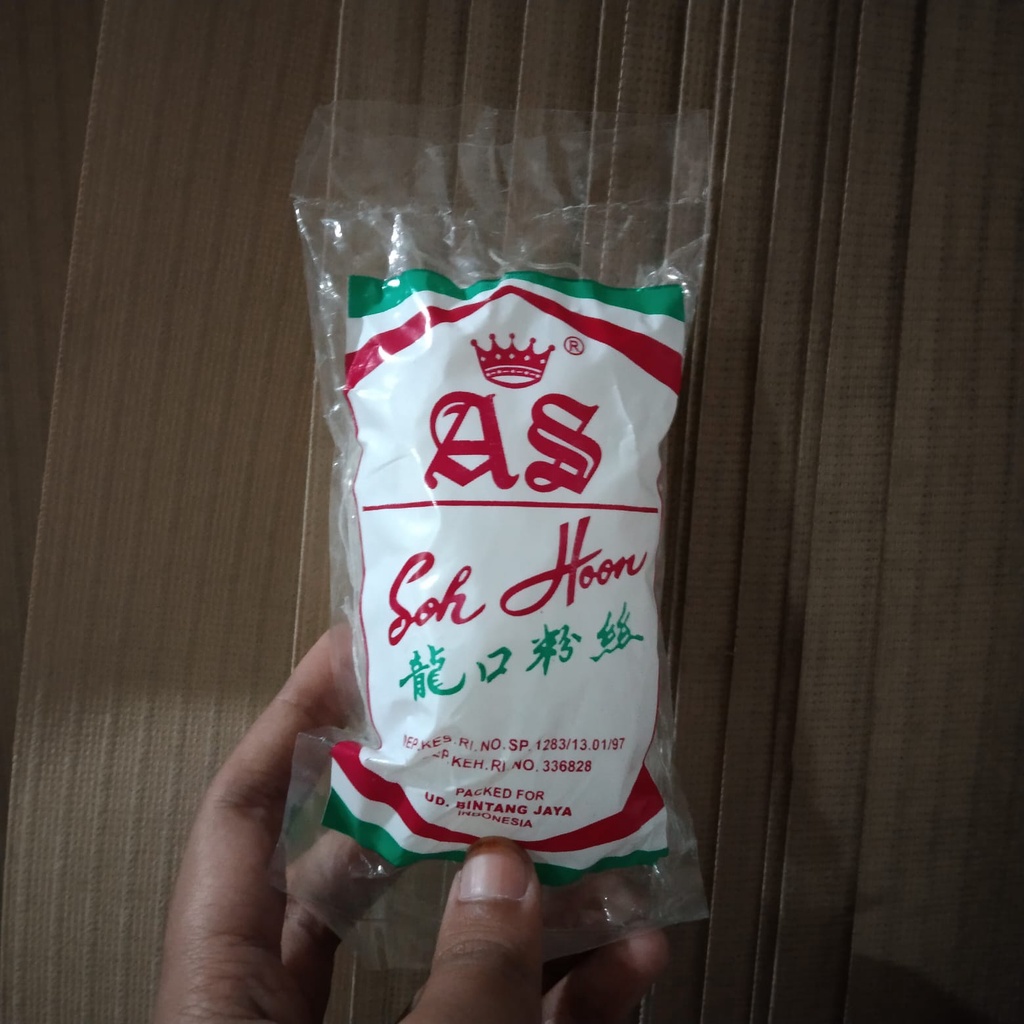 ®
AS
Soh Hoon
龍口粉絲
DEP.KES.RI.NO.SP. 1283/13.01/97
DEP.KEH.RI NO. 336828
PACKED FOR
UD. BINTANG JAYA
INDONESIA